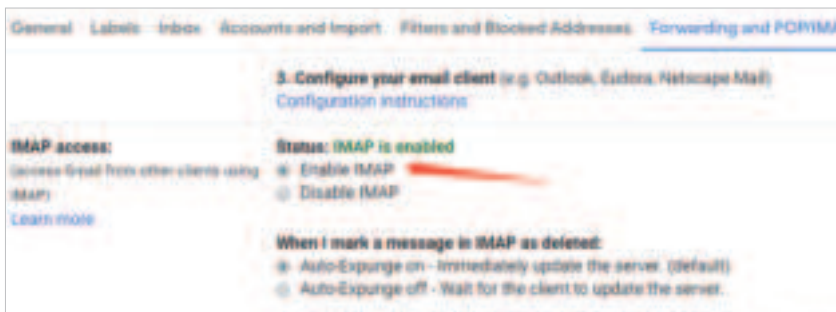 General Labels Inbox Accounts and Import Filters and Blocked Addresses Forwarding and POP/IMA
3. Configure your email client (e.g. Outlook, Eudora, Netscape Mail)
Configuration instructions
IMAP access:
(access Gmail from other clients using
IMAP)
Learn more
Status: IMAP is enabled
Enable IMAP
Disable IMAP
When I mark a message in IMAP as deleted:
Auto-Expunge on - Immediately update the server. (default)
Auto-Expunge off - Wait for the client to update the server.